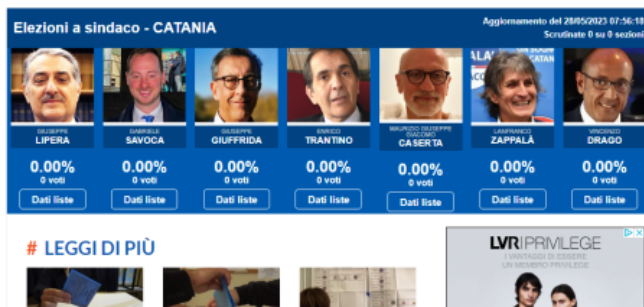 Elezioni a sindaco - CATANIA
Aggiornamento del 28/05/2023 07:56:18
Scrutinate 0 su 0 sezioni
GIUSEPPE
LIPERA
0.00%
0 voti
Dati liste
GABRIELE
SAVOCA
0.00%
0 voti
Dati liste
GIUSEPPE
GIUFFRIDA
0.00%
0 voti
Dati liste
ENRICO
TRANTINO
0.00%
0 voti
Dati liste
MAURIZIO GIUSEPPE
GIACOMO
CASERTA
0.00%
0 voti
Dati liste
LANFRANCO
ZAPPALÀ
0.00%
0 voti
Dati liste
VINCENZO
DRAGO
0.00%
0 voti
Dati liste
# LEGGI DI PIÙ
LVR|PRIVILEGE
I VANTAGGI DI ESSERE
UN MEMBRO PRIVILEGE